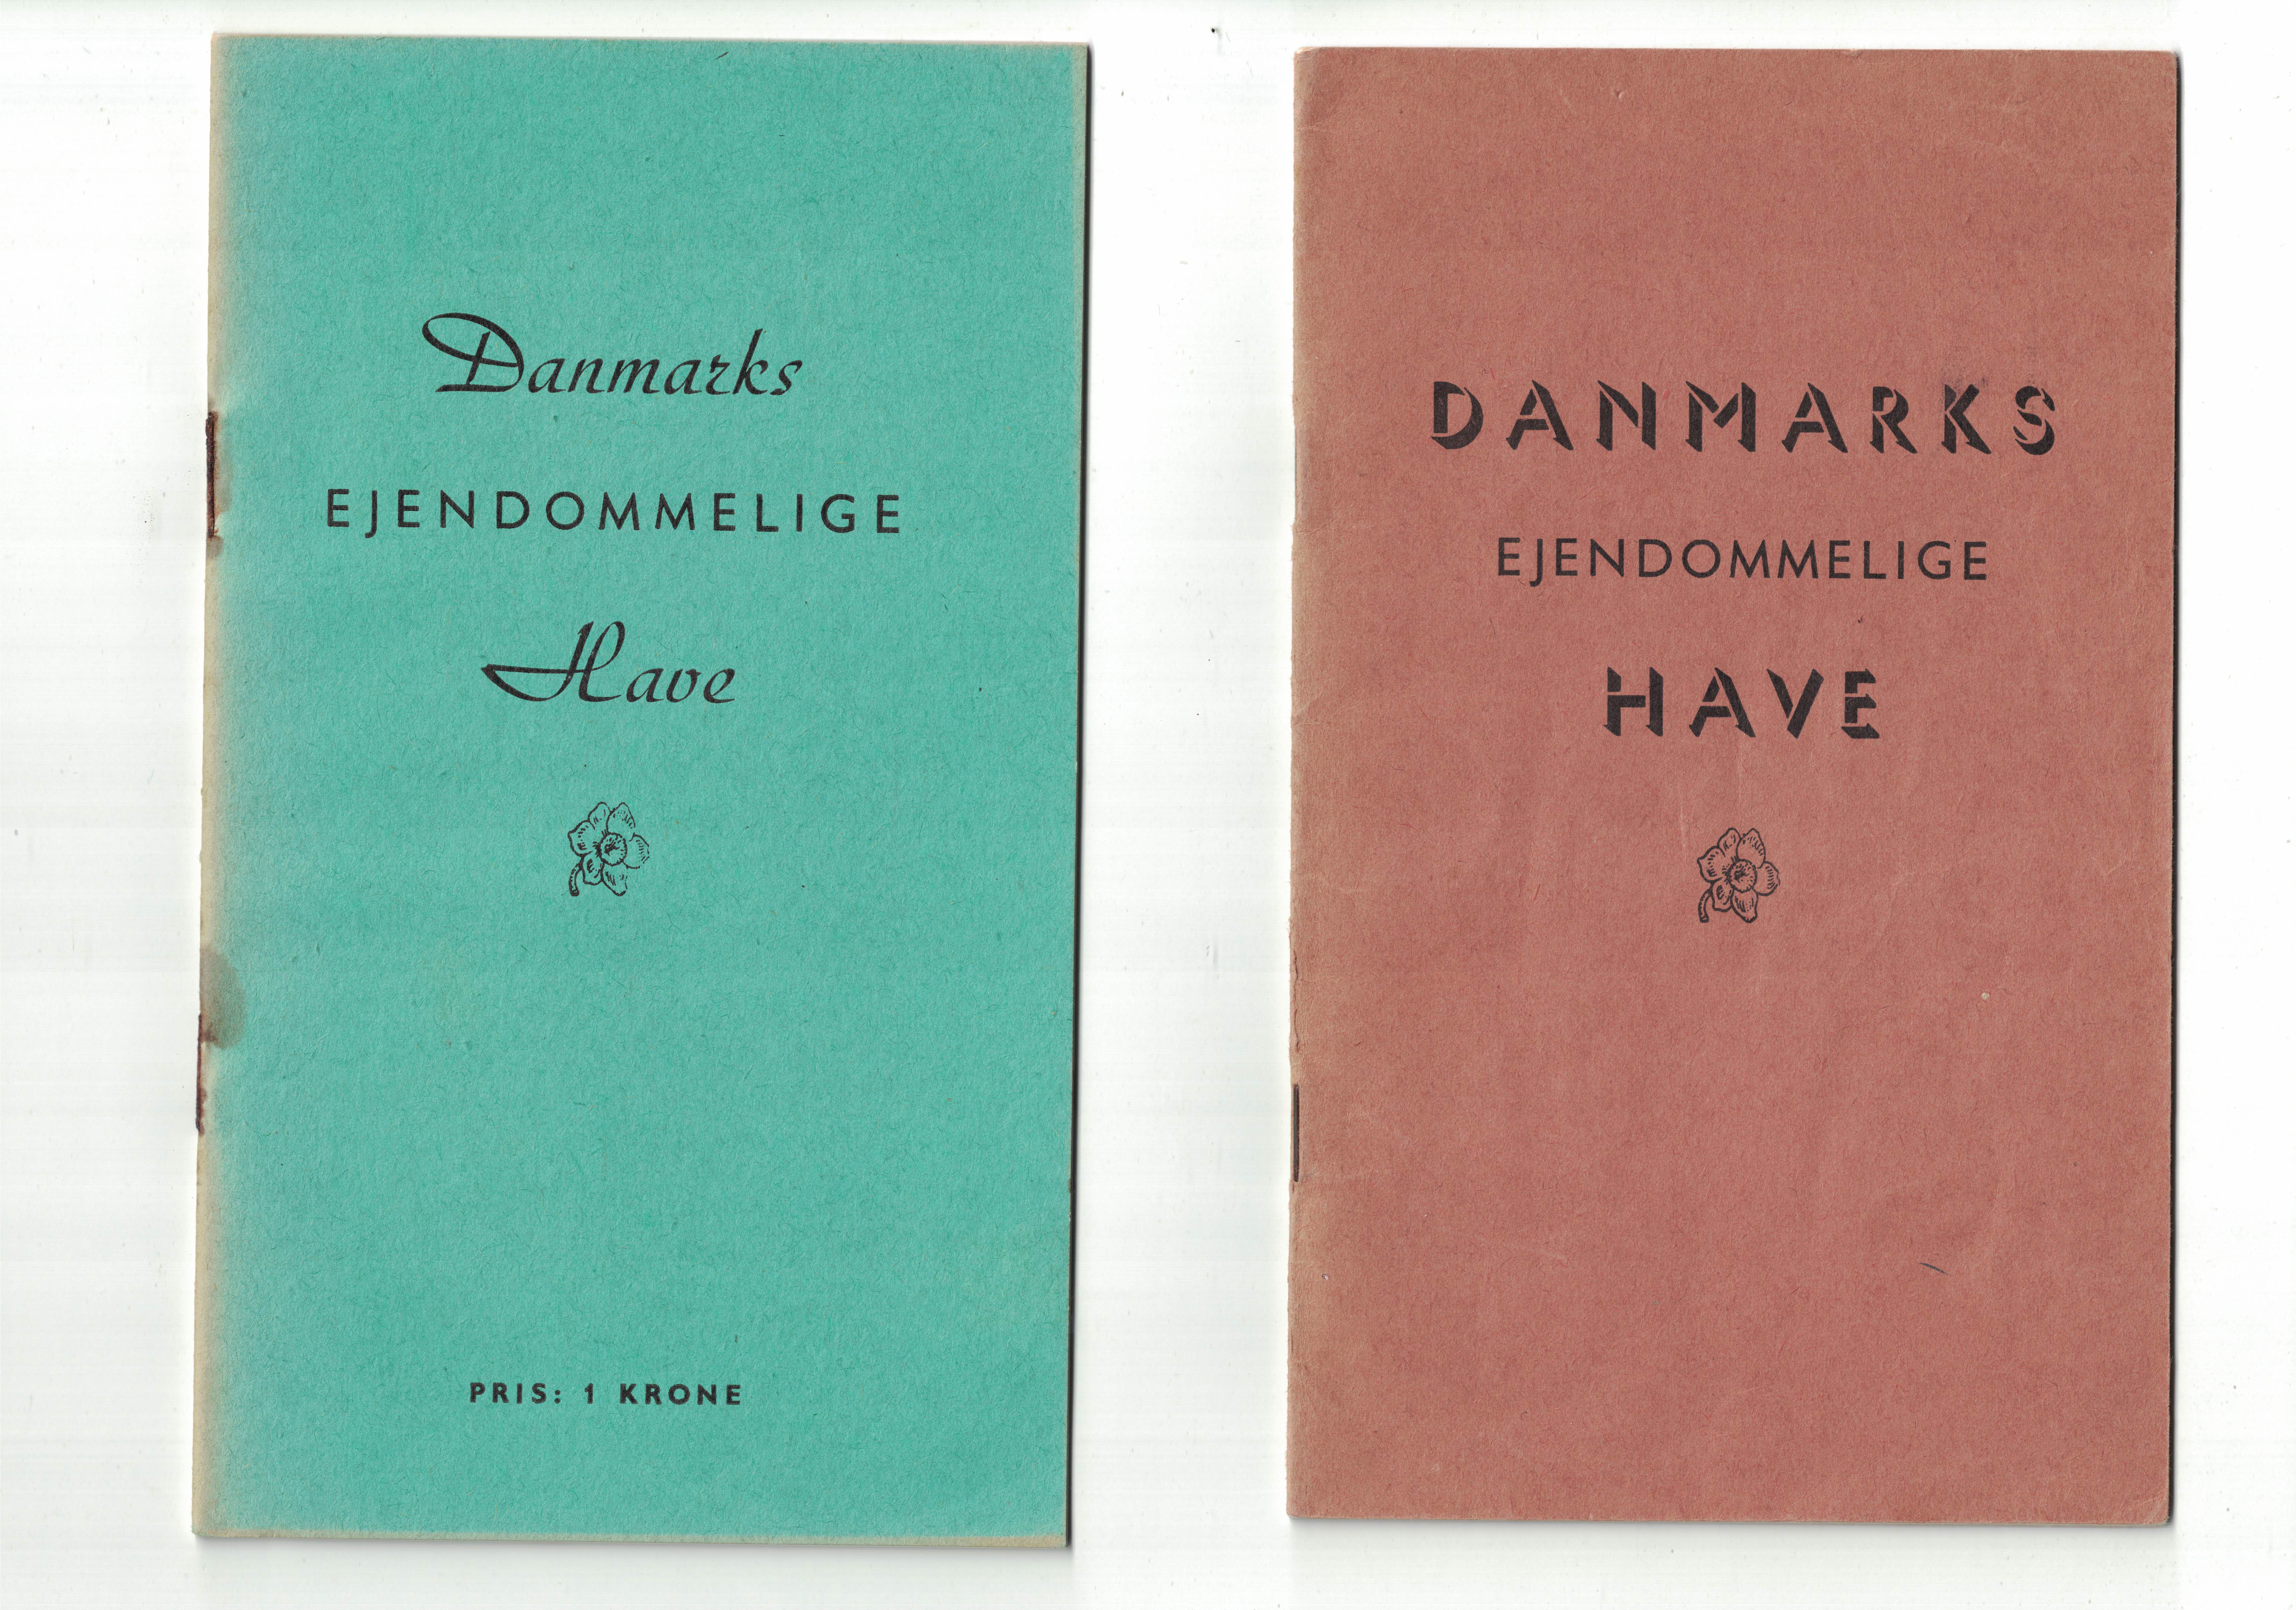 Danmarks
EJENDOMMELIGE
Have
PRIS: 1 KRONE
DANMARKS
EJENDOMMELIGE
HAVE